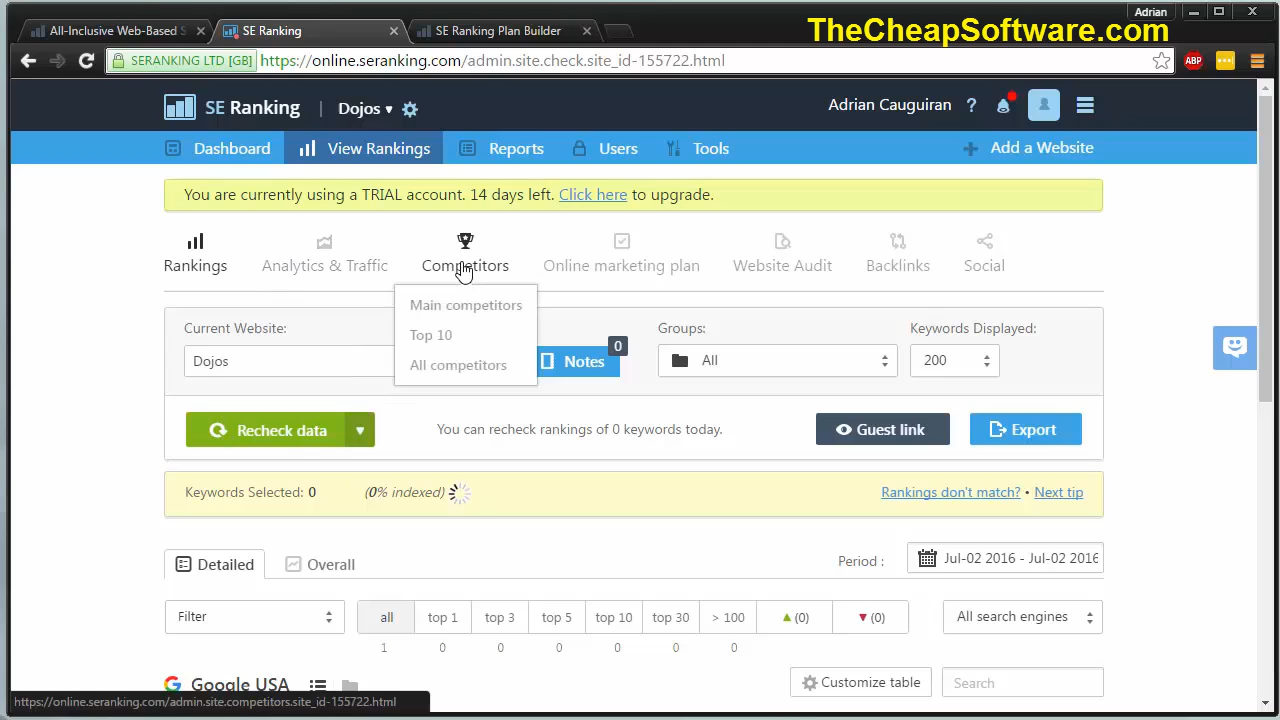 Adrian
All-Inclusive Web-Based S
SE Ranking
SE Ranking Plan Builder
TheCheapSoftware.com
SERANKING LTD [GB]
https://online.seranking.com/admin.site.check.site_id-155722.html
ABP
SE Ranking
Dojos
Adrian Cauguiran
?
Dashboard
View Rankings
Reports
Users
Tools
Add a Website
You are currently using a TRIAL account. 14 days left. Click here to upgrade.
Rankings
Analytics & Traffic
Competitors
Online marketing plan
Website Audit
Backlinks
Social
Main competitors
Top 10
All competitors
Current Website:
Groups:
Keywords Displayed:
Dojos
Notes
0
All
200
Recheck data
You can recheck rankings of 0 keywords today.
Guest link
Export
Keywords Selected: 0
(0% indexed)
Rankings don't match? • Next tip
Detailed
Overall
Period :
Jul-02 2016 - Jul-02 2016
Filter
all
top 1
top 3
top 5
top 10
top 30
> 100
(0)
(0)
All search engines
1
0
0
0
0
0
0
Google USA
Customize table
Search
https://online.seranking.com/admin.site.competitors.site_id-155722.html